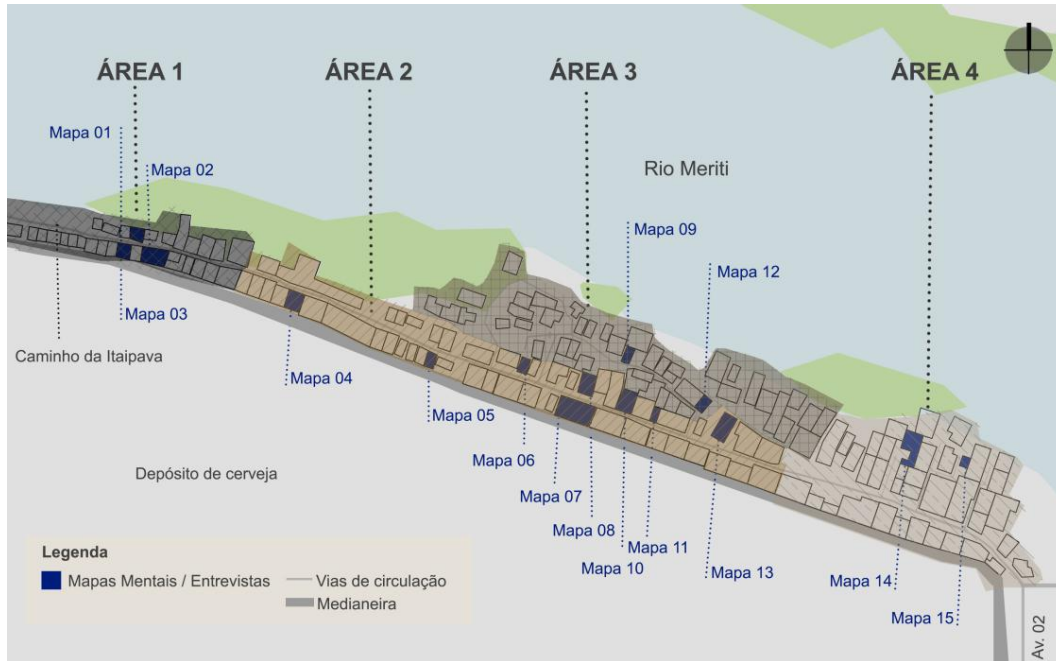 ÁREA 1
ÁREA 2
ÁREA 3
ÁREA 4
Mapa 01
Mapa 02
Rio Meriti
Mapa 09
Mapa 12
Mapa 03
Caminho da Itaipava
Mapa 04
Mapa 05
Mapa 06
Depósito de cerveja
Mapa 07
Mapa 08
Mapa 11
Mapa 10
Mapa 13
Mapa 14
Mapa 15
Av. 02
Legenda
Mapas Mentais / Entrevistas
Vias de circulação
Medianeira